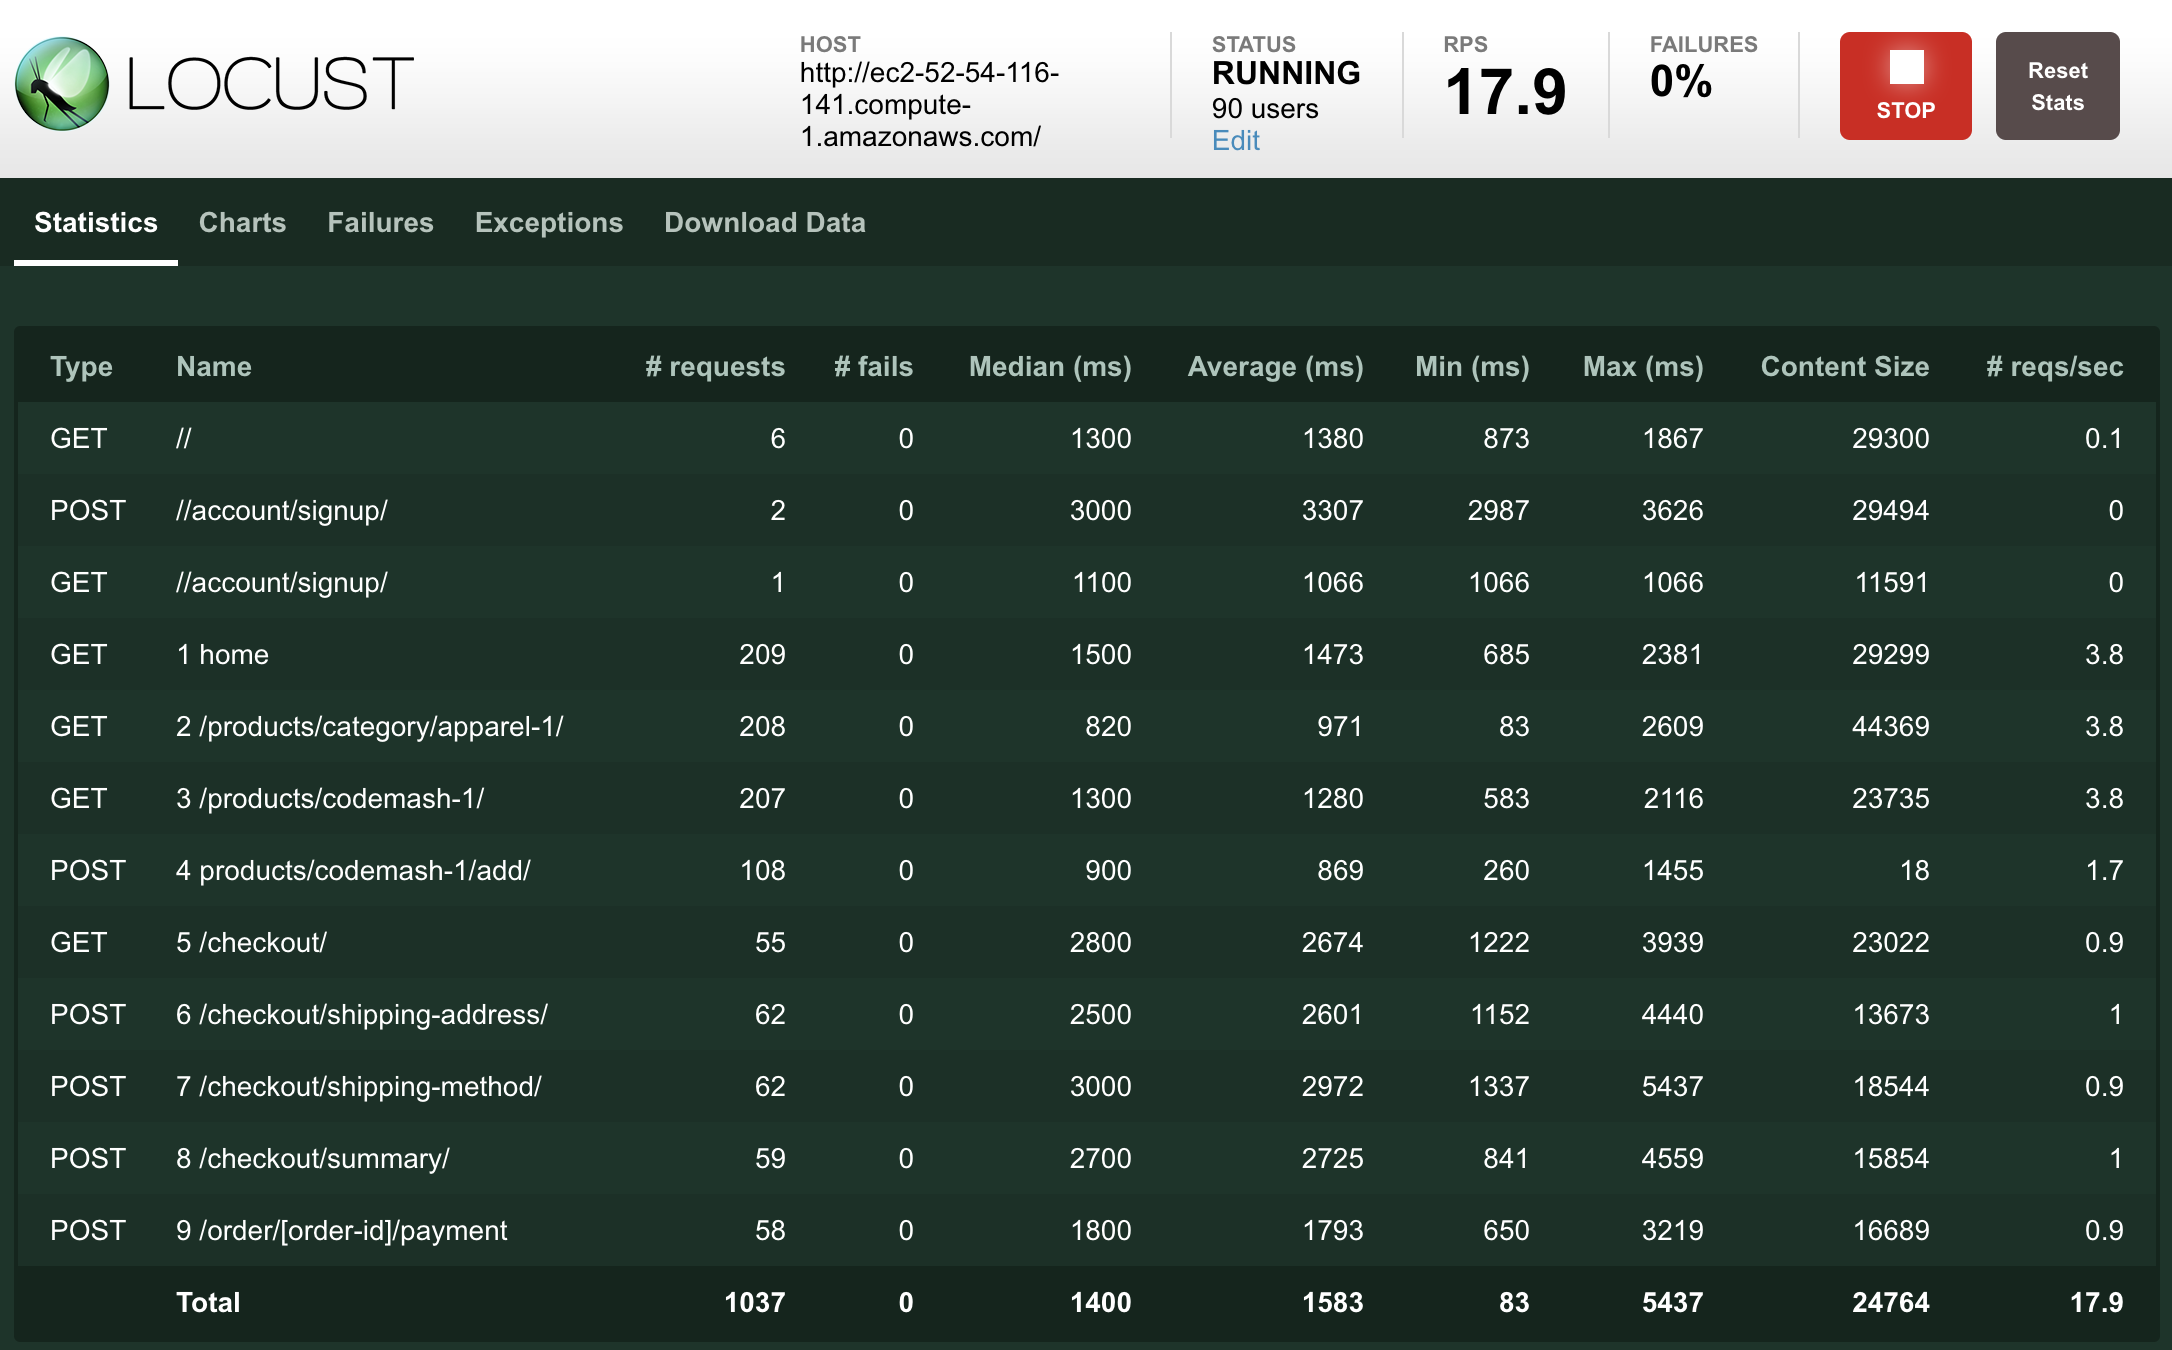 LOCUST
HOST
http://ec2-52-54-116-
141.compute-
1.amazonaws.com/
STATUS
RUNNING
90 users
Edit
RPS
17.9
FAILURES
0%
STOP
Reset
Stats
Statistics Charts Failures Exceptions Download Data
Type Name # requests # fails Median (ms) Average (ms) Min (ms) Max (ms) Content Size # reqs/sec
GET // 6 0 1300 1380 873 1867 29300 0.1
POST //account/signup/ 2 0 3000 3307 2987 3626 29494 0
GET //account/signup/ 1 0 1100 1066 1066 1066 11591 0
GET 1 home 209 0 1500 1473 685 2381 29299 3.8
GET 2 /products/category/apparel-1/ 208 0 820 971 83 2609 44369 3.8
GET 3 /products/codemash-1/ 207 0 1300 1280 583 2116 23735 3.8
POST 4 products/codemash-1/add/ 108 0 900 869 260 1455 18 1.7
GET 5 /checkout/ 55 0 2800 2674 1222 3939 23022 0.9
POST 6 /checkout/shipping-address/ 62 0 2500 2601 1152 4440 13673 1
POST 7 /checkout/shipping-method/ 62 0 3000 2972 1337 5437 18544 0.9
POST 8 /checkout/summary/ 59 0 2700 2725 841 4559 15854 1
POST 9 /order/[order-id]/payment 58 0 1800 1793 650 3219 16689 0.9
Total 1037 0 1400 1583 83 5437 24764 17.9